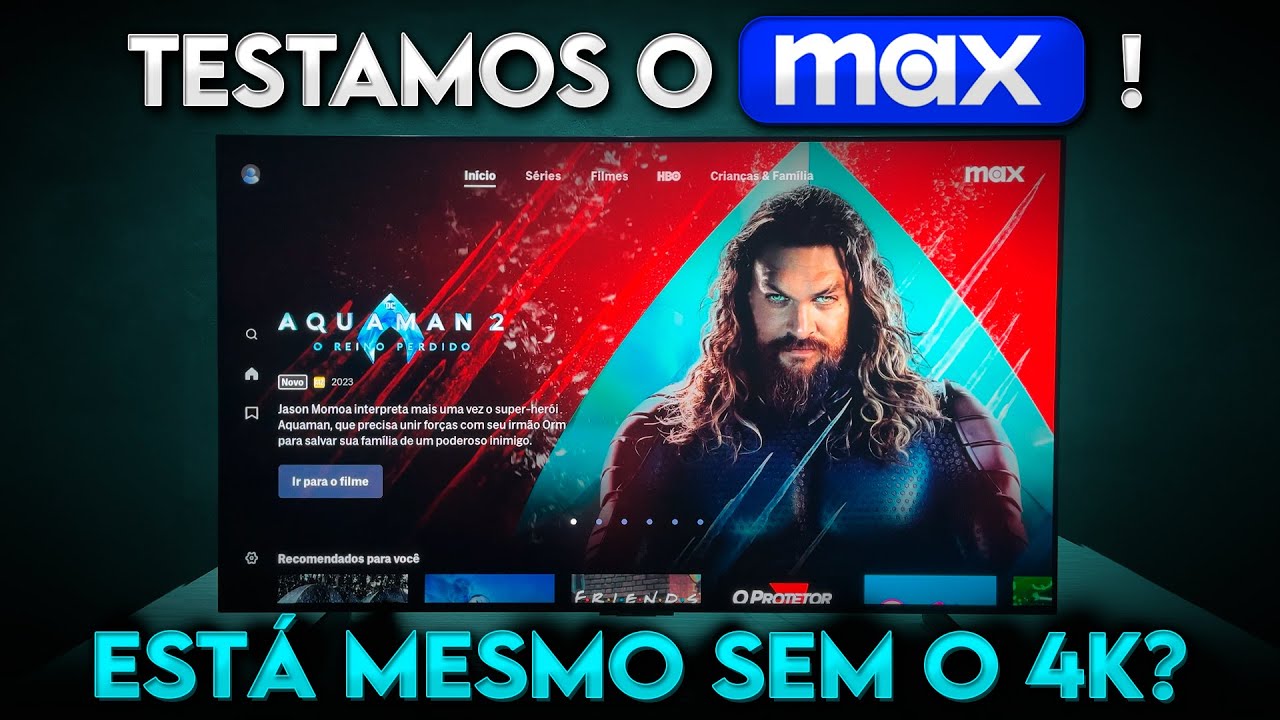 TESTAMOS O max !
Início Séries Filmes HBO Crianças & Família max
DC
AQUAMAN 2
O REINO PERDIDO
Novo 2023
Jason Momoa interpreta mais uma vez o super-herói
Aquaman, que precisa unir forças com seu irmão Orm
para salvar sua família de um poderoso inimigo.
Ir para o filme
Recomendados para você
FRIENDS O PROTETOR
ESTÁ MESMO SEM O 4K?